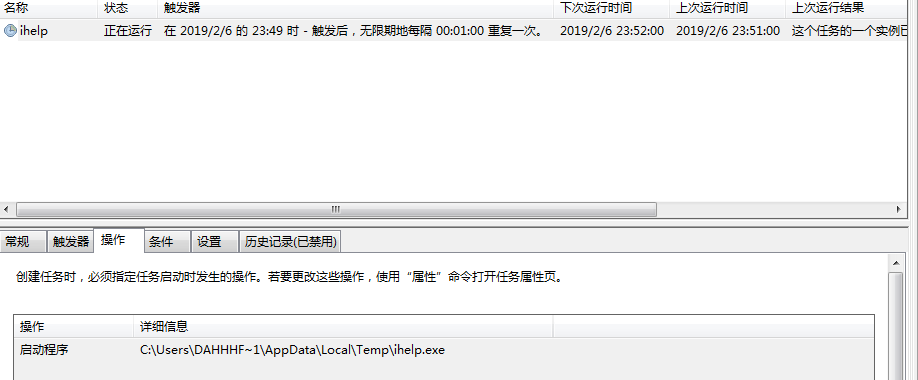 名称 状态 触发器 下次运行时间 上次运行时间 上次运行结果
ihelp 正在运行 在 2019/2/6 的 23:49 时 - 触发后，无限期地每隔 00:01:00 重复一次。 2019/2/6 23:52:00 2019/2/6 23:51:00 这个任务的一个实例已
常规 触发器 操作 条件 设置 历史记录(已禁用)
创建任务时，必须指定任务启动时发生的操作。若要更改这些操作，使用“属性”命令打开任务属性页。
操作 详细信息
启动程序 C:\Users\DAHHHF~1\AppData\Local\Temp\ihelp.exe